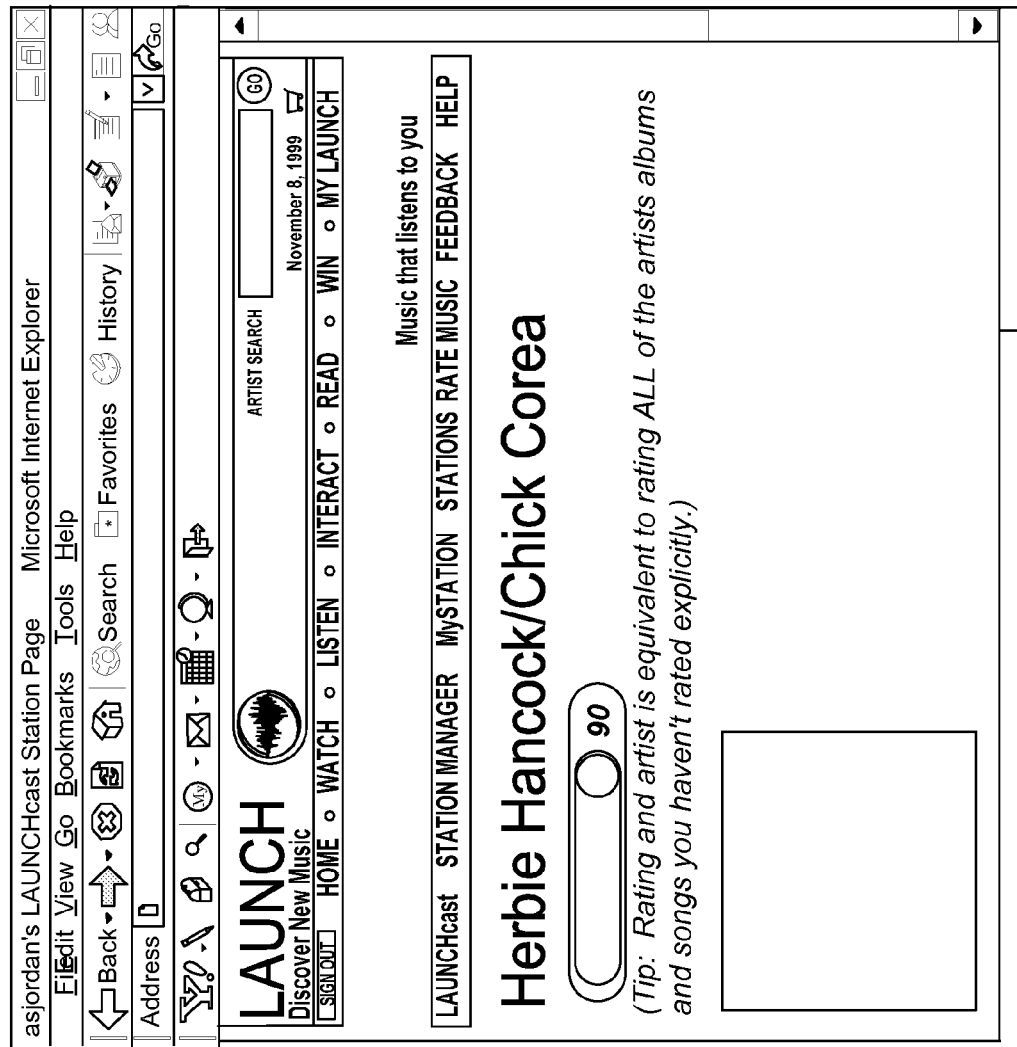 asjordan's LAUNCHcast Station Page Microsoft Internet Explorer
File Edit View Go Bookmarks Tools Help
Back Search Favorites History
Address Go
Y! My
LAUNCH
Discover New Music
ARTIST SEARCH GO
November 8, 1999
SIGN OUT HOME WATCH LISTEN INTERACT READ WIN MY LAUNCH
Music that listens to you
LAUNCHcast STATION MANAGER MySTATION STATIONS RATE MUSIC FEEDBACK HELP
Herbie Hancock/Chick Corea
90
(Tip: Rating and artist is equivalent to rating ALL of the artists albums
and songs you haven't rated explicitly.)